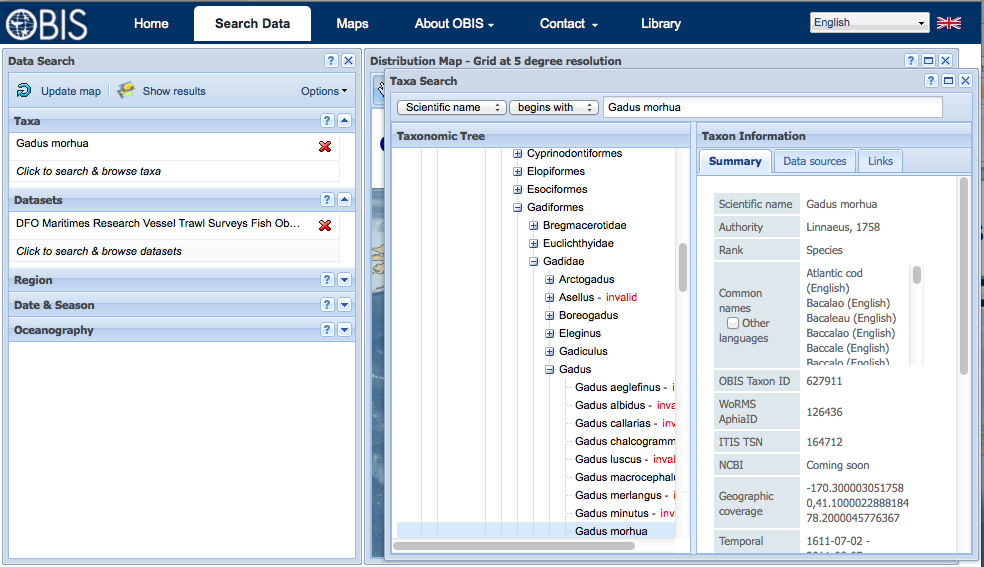 OBIS
Home
Search Data
Maps
About OBIS
Contact
Library
English
Data Search
Update map
Show results
Options
Taxa
Gadus morhua
Click to search & browse taxa
Datasets
DFO Maritimes Research Vessel Trawl Surveys Fish Ob...
Click to search & browse datasets
Region
Date & Season
Oceanography
Distribution Map - Grid at 5 degree resolution
Taxa Search
Scientific name
begins with
Gadus morhua
Taxonomic Tree
Cyprinodontiformes
Elopiformes
Esociformes
Gadiformes
Bregmacerotidae
Euclichthyidae
Gadidae
Arctogadus
Asellus - invalid
Boreogadus
Eleginus
Gadiculus
Gadus
Gadus aeglefinus - i
Gadus albidus - inva
Gadus callarias - inv
Gadus chalcogramm
Gadus luscus - invali
Gadus macrocephalu
Gadus merlangus - i
Gadus minutus - inv
Gadus morhua
Taxon Information
Summary
Data sources
Links
Scientific name Gadus morhua
Authority Linnaeus, 1758
Rank Species
Common
names
Other
languages
Atlantic cod
(English)
Bacalao (English)
Bacaleau (English)
Baccalao (English)
Baccale (English)
Baccalo (English)
OBIS Taxon ID 627911
WoRMS
AphiaID
126436
ITIS TSN 164712
NCBI Coming soon
Geographic
coverage
-170.300003051758
0,41.1000022888184
78.2000045776367
Temporal
1611-07-02 -